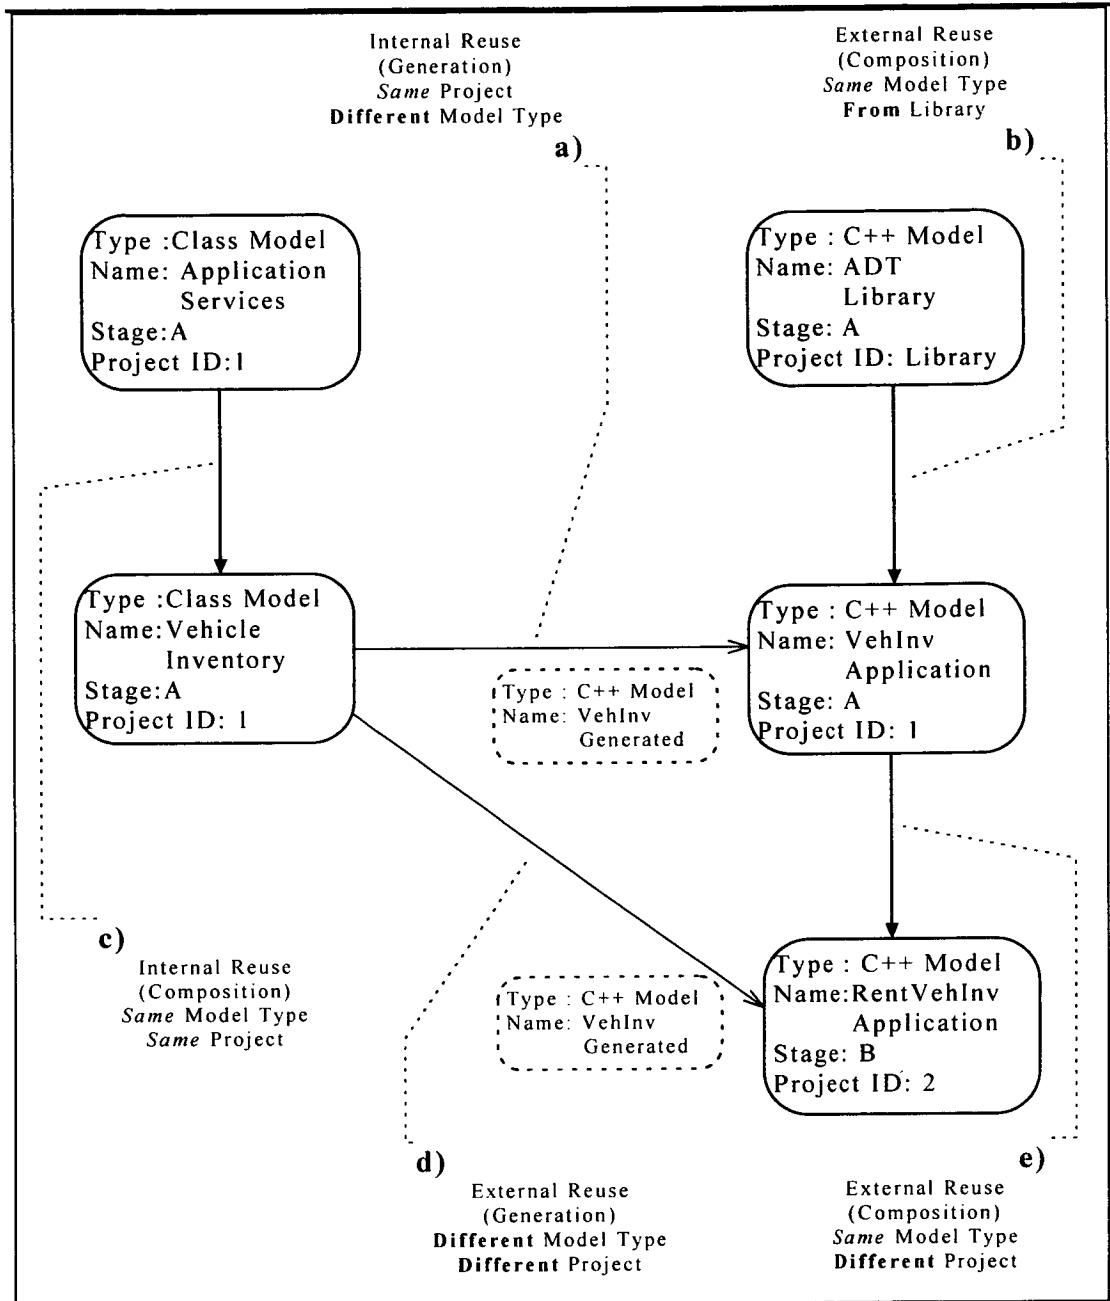 Internal Reuse
(Generation)
Same Project
Different Model Type
a)
External Reuse
(Composition)
Same Model Type
From Library
b)
Type :Class Model
Name: Application
Services
Stage:A
Project ID:1
Type : C++ Model
Name: ADT
Library
Stage: A
Project ID: Library
Type :Class Model
Name:Vehicle
Inventory
Stage:A
Project ID: 1
Type : C++ Model
Name: VehInv
Generated
Type : C++ Model
Name: VehInv
Application
Stage: A
Project ID: 1
c)
Internal Reuse
(Composition)
Same Model Type
Same Project
Type : C++ Model
Name: VehInv
Generated
Type : C++ Model
Name:RentVehInv
Application
Stage: B
Project ID: 2
d)
External Reuse
(Generation)
Different Model Type
Different Project
e)
External Reuse
(Composition)
Same Model Type
Different Project